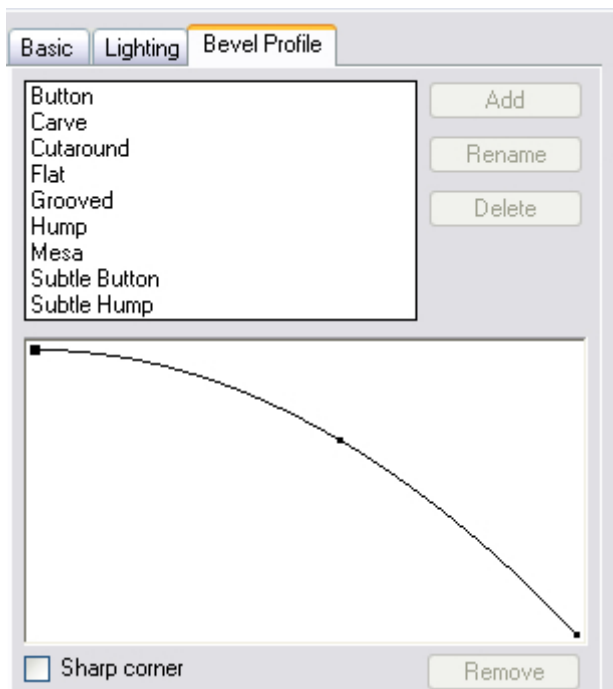 Basic Lighting Bevel Profile
Button
Carve
Cutaround
Flat
Grooved
Hump
Mesa
Subtle Button
Subtle Hump
Add
Rename
Delete
Sharp corner
Remove